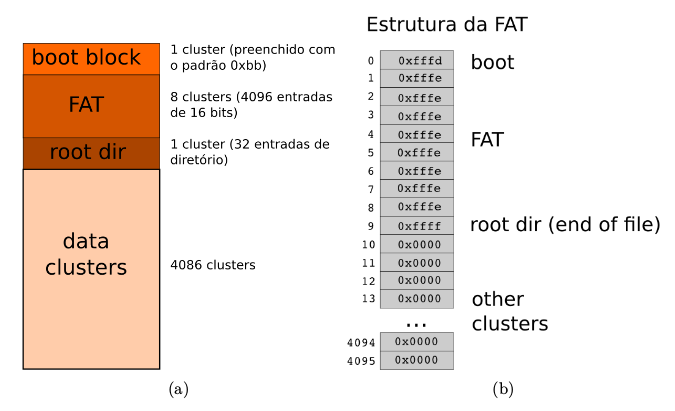 Estrutura da FAT
boot block
1 cluster (preenchido com
o padrão 0xbb)
FAT
8 clusters (4096 entradas
de 16 bits)
root dir
1 cluster (32 entradas de
diretório)
data
clusters
4086 clusters
(a)
0 0xfffd boot
1 0xfffe
2 0xfffe
3 0xfffe
4 0xfffe FAT
5 0xfffe
6 0xfffe
7 0xfffe
8 0xfffe
9 0xffff root dir (end of file)
10 0x0000
11 0x0000
12 0x0000
13 0x0000 other
clusters
...
4094 0x0000
4095 0x0000
(b)